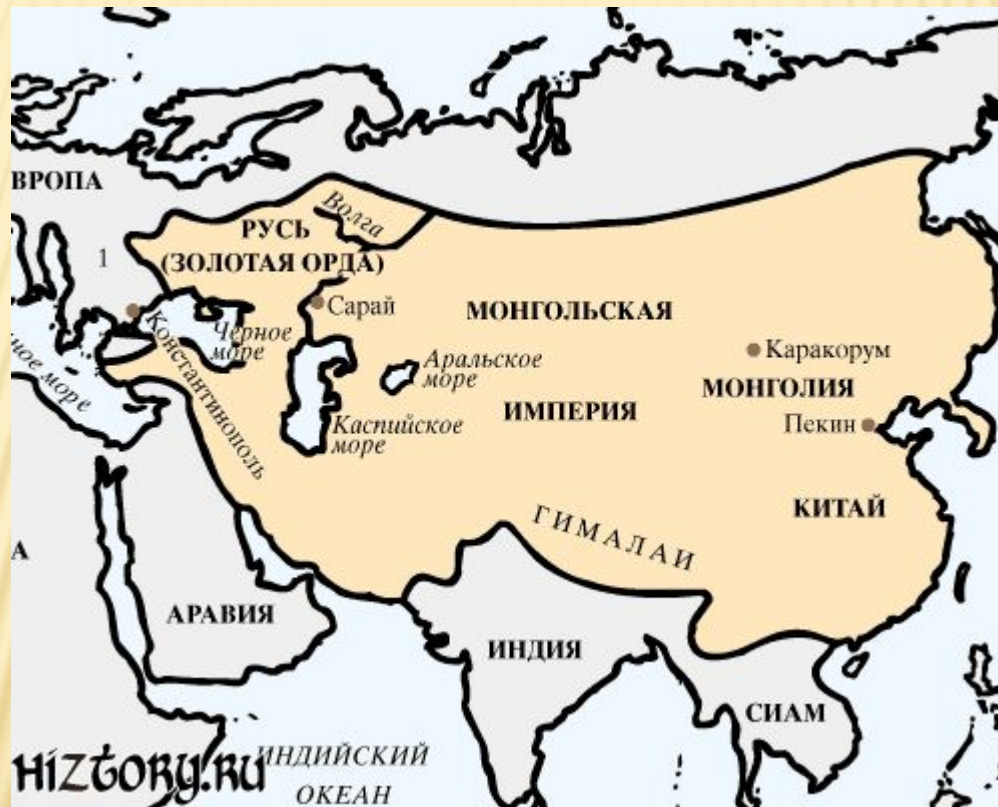 ВРОПА
Волга
РУСЬ
(ЗОЛОТАЯ ОРДА)
1
Сарай
МОНГОЛЬСКАЯ
Черное
море
Константинополь
Аральское
море
Каракорум
МОНГОЛИЯ
ИМПЕРИЯ
Пекин
ное море
Каспийское
море
КИТАЙ
ГИМАЛАИ
А
АРАВИЯ
ИНДИЯ
СИАМ
HIZTORY.RU
ИНДИЙСКИЙ
ОКЕАН